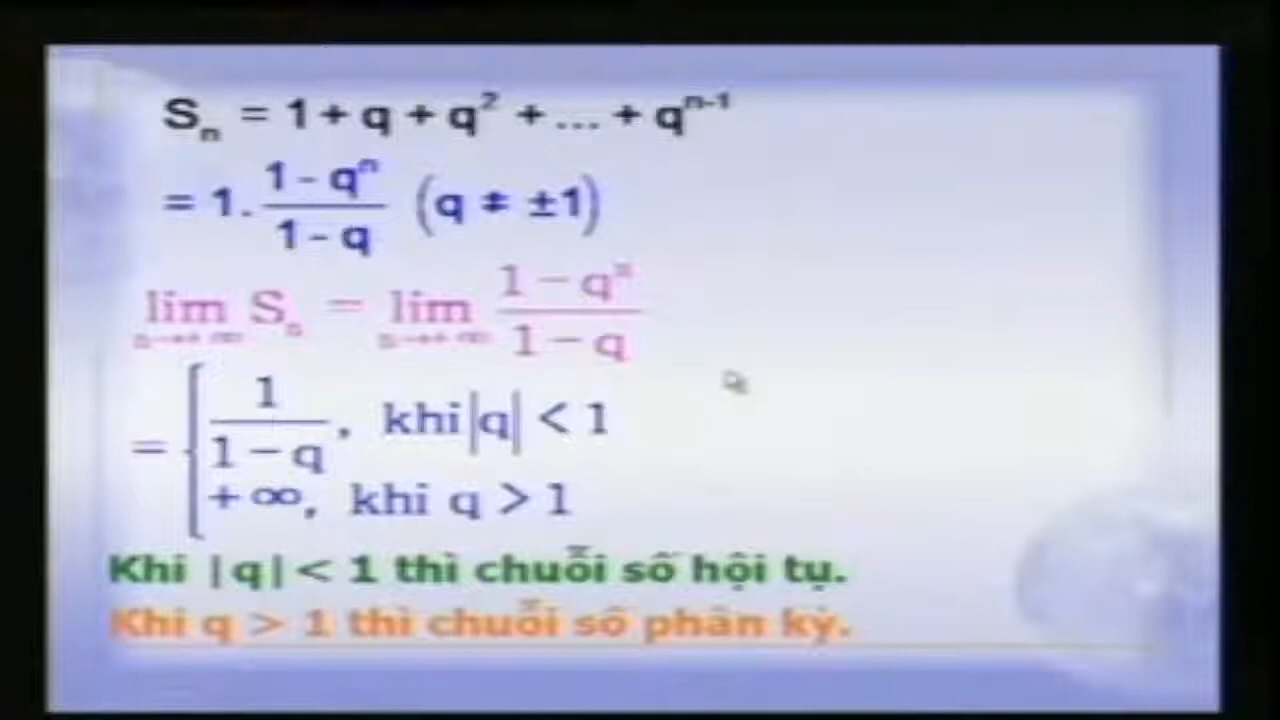 Sₙ = 1 + q + q² + ... + qⁿ⁻¹
= 1. (1 - qⁿ)/(1 - q) (q ≠ ±1)
lim Sₙ = lim (1 - qⁿ)/(1 - q)
n→+∞ n→+∞
= { 1/(1 - q), khi |q| < 1
+∞, khi q > 1
Khi |q| < 1 thì chuỗi số hội tụ.
Khi q > 1 thì chuỗi số phân kỳ.